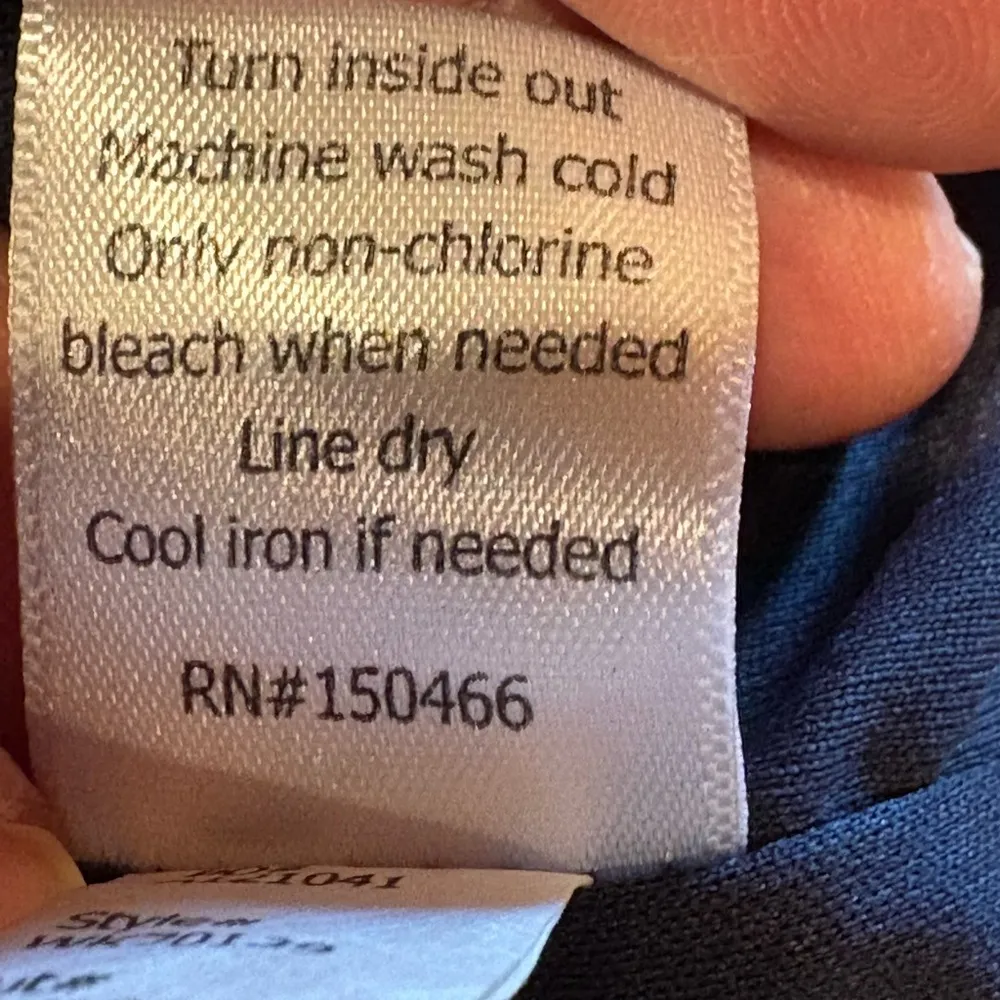 Turn inside out
Machine wash cold
Only non-chlorine
bleach when needed
Line dry
Cool iron if needed
RN#150466
Style#